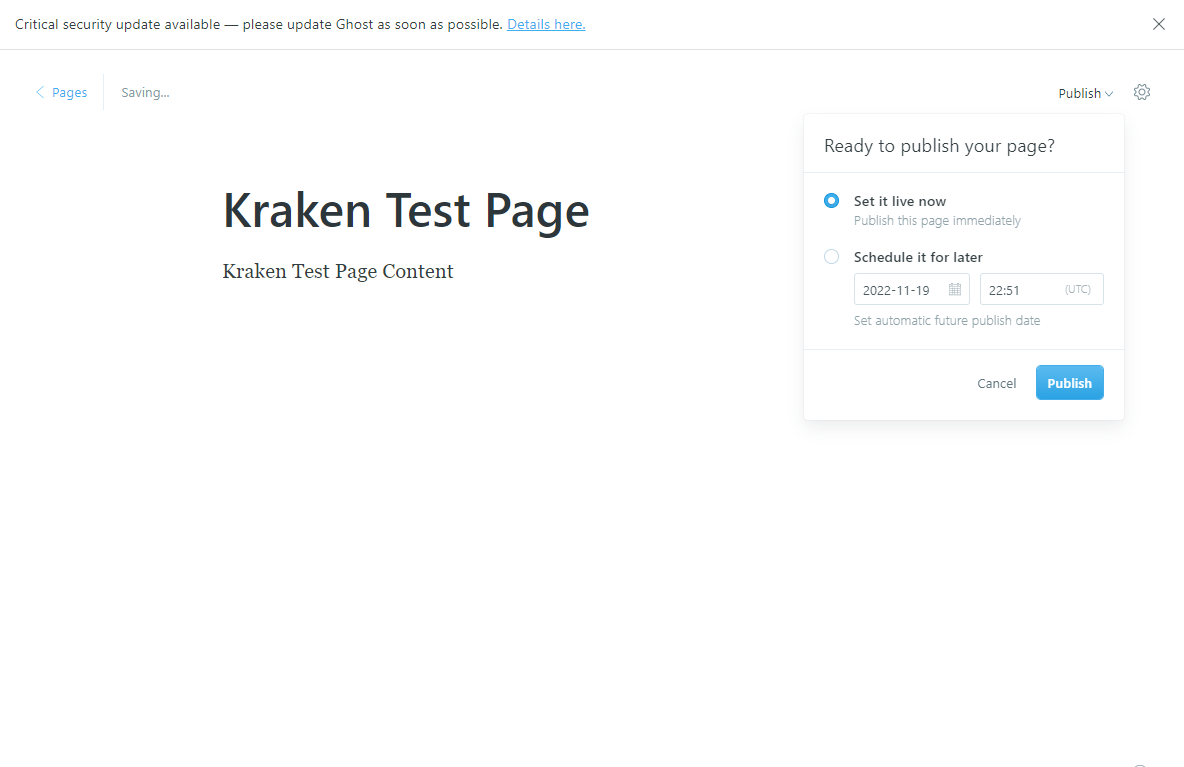 Critical security update available — please update Ghost as soon as possible. Details here.
Pages
Saving...
Publish
Ready to publish your page?
Set it live now
Publish this page immediately
Schedule it for later
2022-11-19
22:51
(UTC)
Set automatic future publish date
Cancel
Publish
Kraken Test Page
Kraken Test Page Content